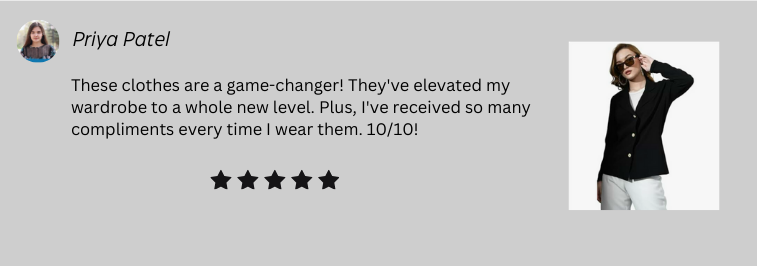 Priya Patel
These clothes are a game-changer! They've elevated my
wardrobe to a whole new level. Plus, I've received so many
compliments every time I wear them. 10/10!